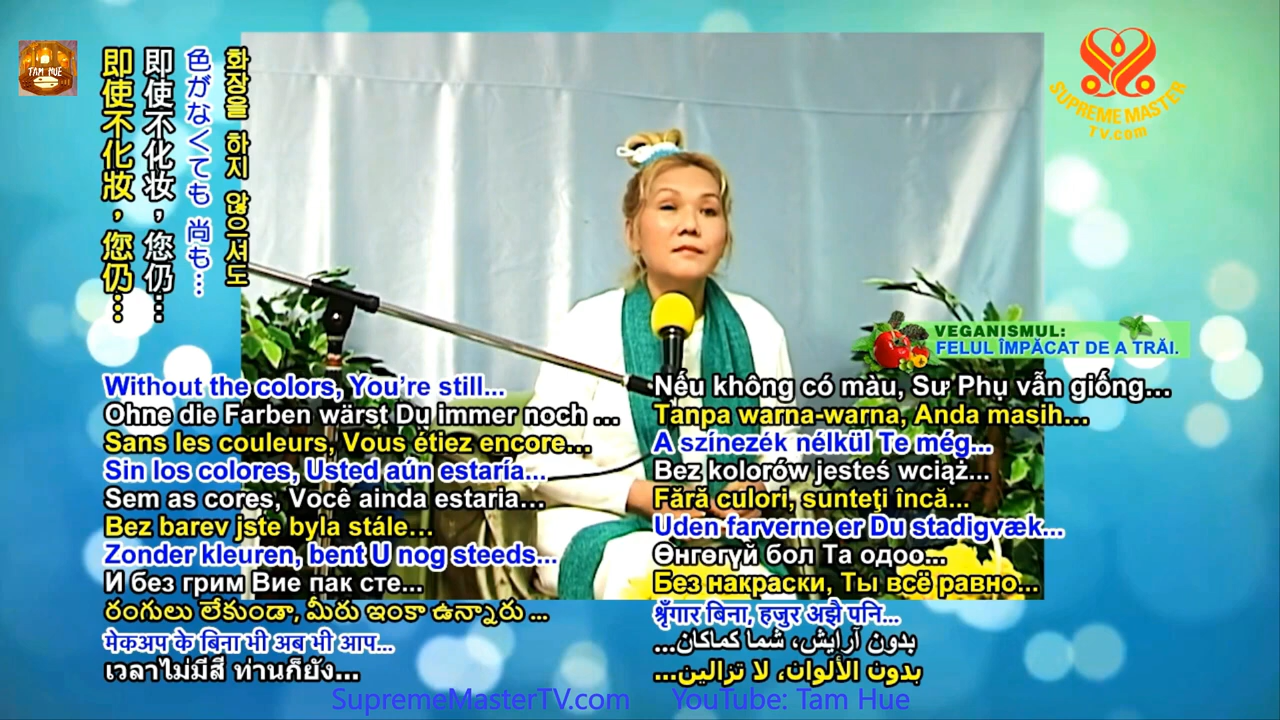 TAM HUE
即使不化妝，您仍…
即使不化妆，您仍…
色がなくても 尚も…
화장을 하지 않으셔도
SUPREME MASTER
TV.com
VEGANISMUL:
FELUL ÎMPĂCAT DE A TRĂI.
Without the colors, You're still...
Ohne die Farben wärst Du immer noch ...
Sans les couleurs, Vous étiez encore...
Sin los colores, Usted aún estaría...
Sem as cores, Você ainda estaria...
Bez barev jste byla stále...
Zonder kleuren, bent U nog steeds...
И без грим Вие пак сте...
రంగులు లేకుండా, మీరు ఇంకా ఉన్నారు ...
मेकअप के बिना भी अब भी आप...
เวลาไม่มีสี ท่านก็ยัง...
Nếu không có màu, Sư Phụ vẫn giống...
Tanpa warna-warna, Anda masih...
A színezék nélkül Te még...
Bez kolorów jesteś wciąż...
Fără culori, sunteţi încă...
Uden farverne er Du stadigvæk...
Өнгөгүй бол Та одоо...
Без накраски, Ты всё равно...
श्रृँगार बिना, हजुर अझै पनि...
بدون آرایش، شما کماکان...
بدون الألوان، لا تزالين...
SupremeMasterTV.com
YouTube: Tam Hue